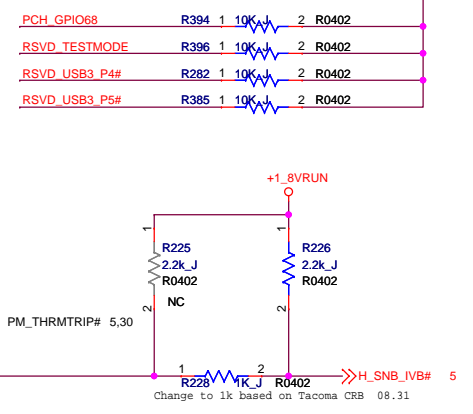 PCH_GPIO68 R394 1 10K_J 2 R0402
RSVD_TESTMODE R396 1 10K_J 2 R0402
RSVD_USB3_P4# R282 1 10K_J 2 R0402
RSVD_USB3_P5# R385 1 10K_J 2 R0402
+1_8VRUN
1 1
R225 R226
2.2k_J 2.2k_J
R0402 R0402
2 NC 2
PM_THRMTRIP# 5,30
1 2
R228 1K_J R0402 H_SNB_IVB# 5
Change to 1k based on Tacoma CRB 08.31